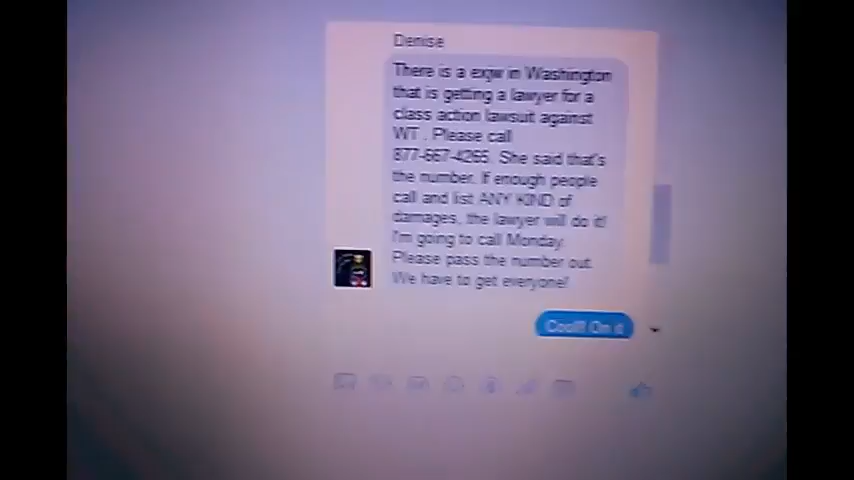 Denise
There is a exjw in Washington
that is getting a lawyer for a
class action lawsuit against
WT . Please call
877-667-4265. She said that's
the number. If enough people
call and list ANY KIND of
damages, the lawyer will do it!
I'm going to call Monday.
Please pass the number out.
We have to get everyone!
Cool!! On it